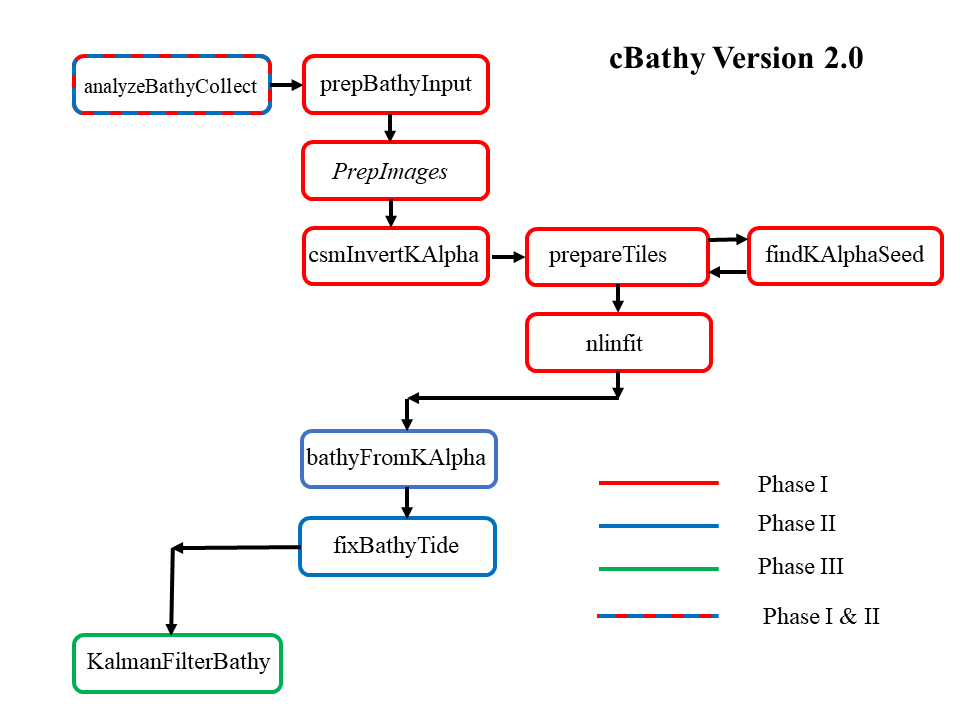 cBathy Version 2.0
analyzeBathyCollect
prepBathyInput
PrepImages
csmInvertKAlpha
prepareTiles
findKAlphaSeed
nlinfit
bathyFromKAlpha
fixBathyTide
KalmanFilterBathy
Phase I
Phase II
Phase III
Phase I & II